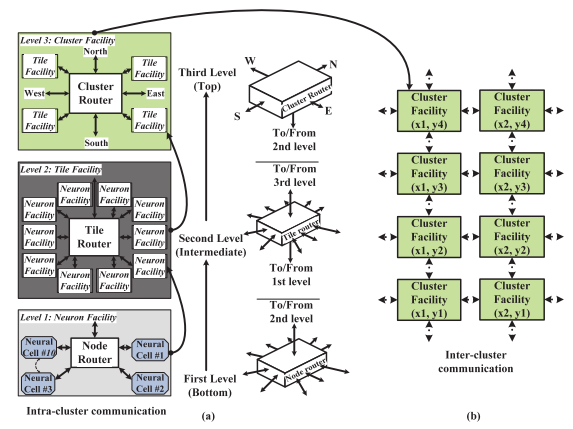 Level 3: Cluster Facility
North
Tile
Facility
Tile
Facility
West
Cluster
Router
East
Tile
Facility
Tile
Facility
South
Level 2: Tile Facility
Neuron
Facility
Neuron
Facility
Neuron
Facility
Neuron
Facility
Neuron
Facility
Tile
Router
Neuron
Facility
Neuron
Facility
Neuron
Facility
Neuron
Facility
Neuron
Facility
Level 1: Neuron Facility
Neural
Cell #10
Node
Router
Neural
Cell #1
Neural
Cell #3
Neural
Cell #2
Intra-cluster communication
(a)
Third Level
(Top)
Second Level
(Intermediate)
First Level
(Bottom)
W
N
Cluster Router
S
E
To/From
2nd level
To/From
3rd level
Tile router
To/From
1st level
To/From
2nd level
Node router
Cluster
Facility
(x1, y4)
Cluster
Facility
(x2, y4)
Cluster
Facility
(x1, y3)
Cluster
Facility
(x2, y3)
Cluster
Facility
(x1, y2)
Cluster
Facility
(x2, y2)
Cluster
Facility
(x1, y1)
Cluster
Facility
(x2, y1)
Inter-cluster
communication
(b)